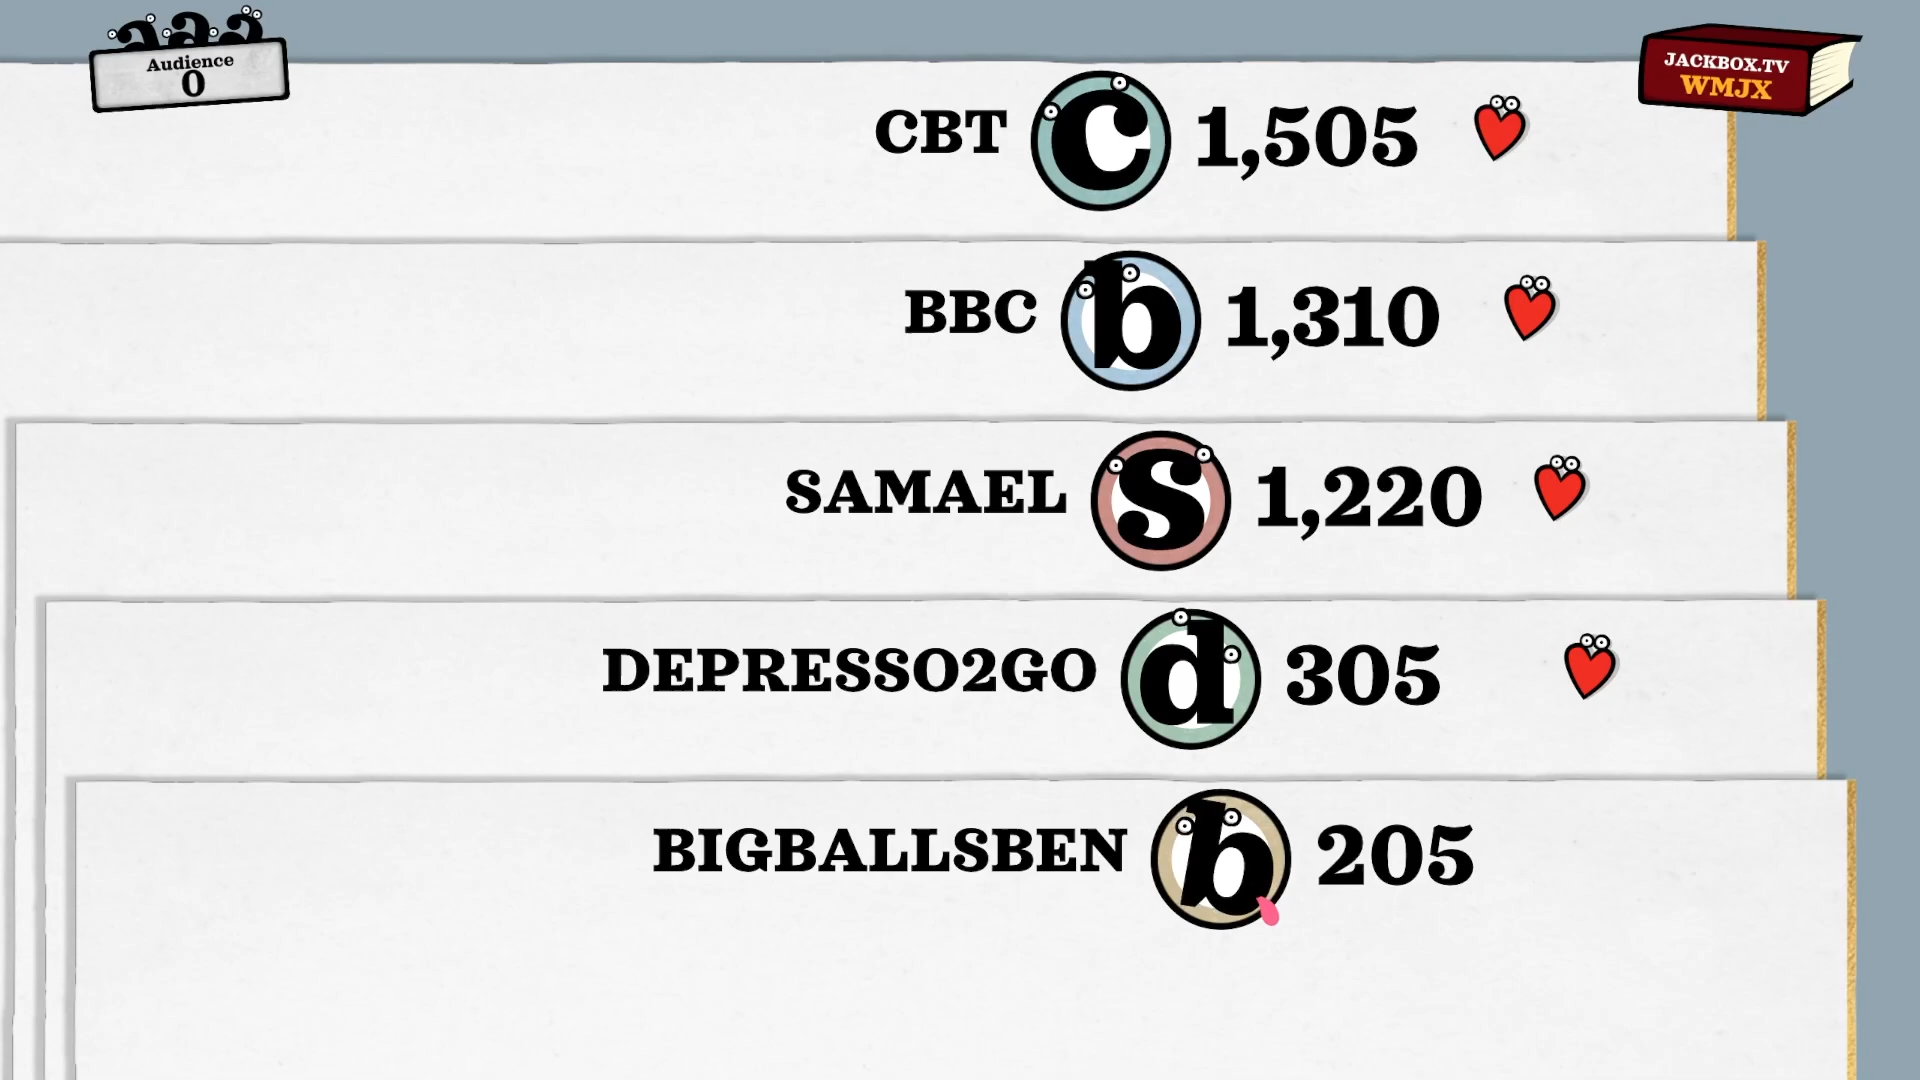 Audience
0
JACKBOX.TV
WMJX
CBT c 1,505
BBC b 1,310
SAMAEL s 1,220
DEPRESSO2GO d 305
BIGBALLSBEN b 205